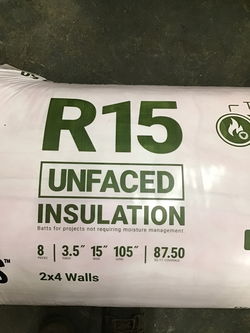 R15
UNFACED
INSULATION
Batts for projects not requiring moisture management.
8 3.5" 15" 105" 87.50
2x4 Walls